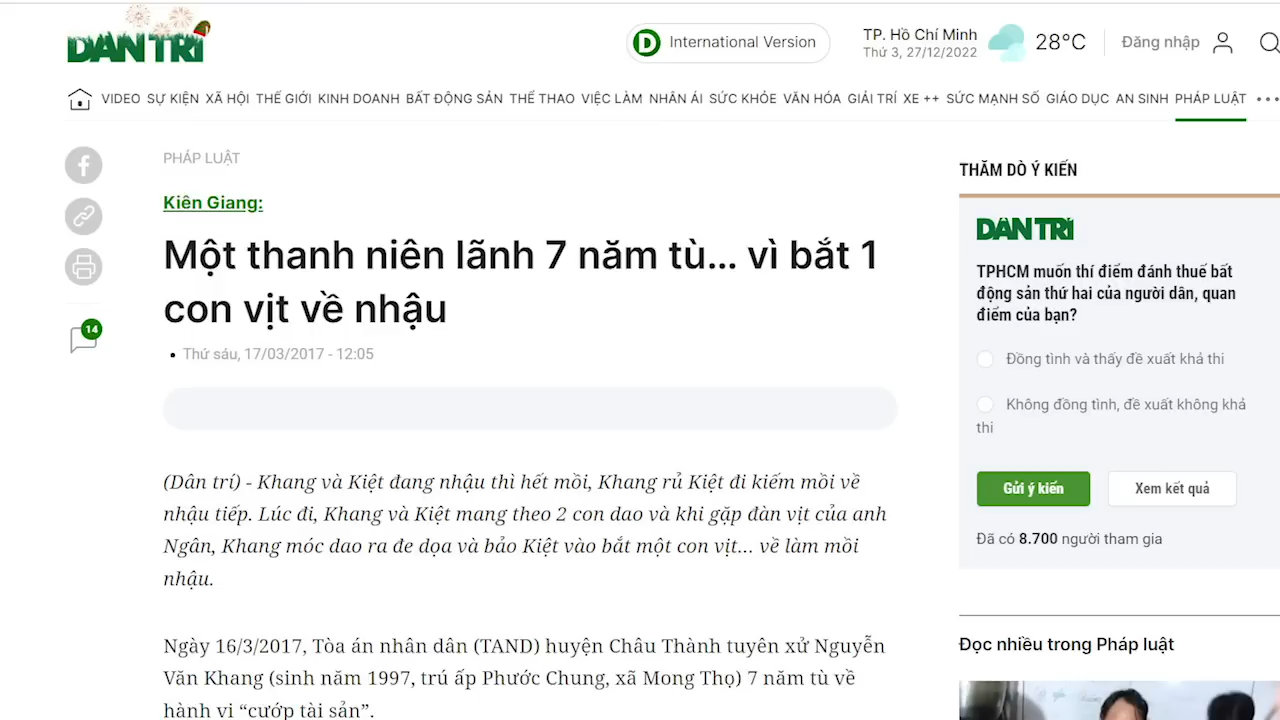 DÂN TRÍ
International Version
TP. Hồ Chí Minh
Thứ 3, 27/12/2022
28°C
Đăng nhập
VIDEO SỰ KIỆN XÃ HỘI THẾ GIỚI KINH DOANH BẤT ĐỘNG SẢN THỂ THAO VIỆC LÀM NHÂN ÁI SỨC KHỎE VĂN HÓA GIẢI TRÍ XE ++ SỨC MẠNH SỐ GIÁO DỤC AN SINH PHÁP LUẬT
PHÁP LUẬT
Kiên Giang:
Một thanh niên lãnh 7 năm tù... vì bắt 1
con vịt về nhậu
Thứ sáu, 17/03/2017 - 12:05
14
(Dân trí) - Khang và Kiệt đang nhậu thì hết mồi, Khang rủ Kiệt đi kiếm mồi về
nhậu tiếp. Lúc đi, Khang và Kiệt mang theo 2 con dao và khi gặp đàn vịt của anh
Ngân, Khang móc dao ra đe dọa và bảo Kiệt vào bắt một con vịt... về làm mồi
nhậu.
Ngày 16/3/2017, Tòa án nhân dân (TAND) huyện Châu Thành tuyên xử Nguyễn
Văn Khang (sinh năm 1997, trú ấp Phước Chung, xã Mong Thọ) 7 năm tù về
hành vi “cướp tài sản”.
THĂM DÒ Ý KIẾN
DÂN TRÍ
TPHCM muốn thí điểm đánh thuế bất
động sản thứ hai của người dân, quan
điểm của bạn?
Đồng tình và thấy đề xuất khả thi
Không đồng tình, đề xuất không khả
thi
Gửi ý kiến
Xem kết quả
Đã có 8.700 người tham gia
Đọc nhiều trong Pháp luật